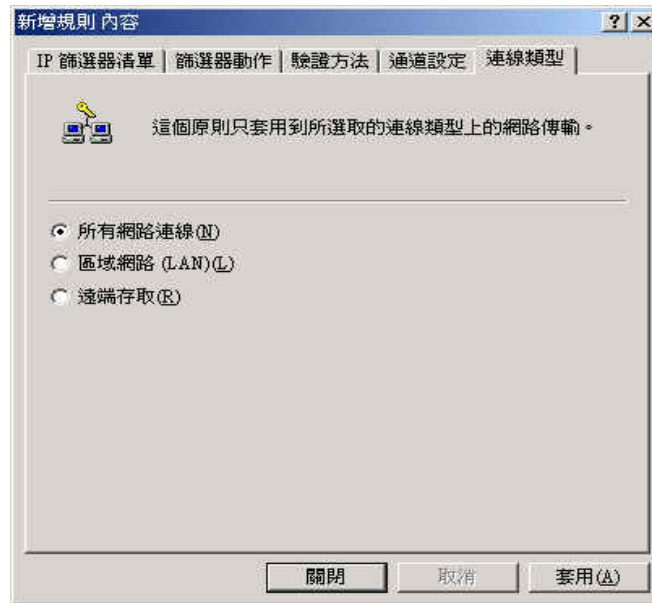 新增規則 內容
IP 篩選器清單 篩選器動作 驗證方法 通道設定 連線類型
這個原則只套用到所選取的連線類型上的網路傳輸。
所有網路連線(N)
區域網路 (LAN)(L)
遠端存取(R)
關閉 取消 套用(A)